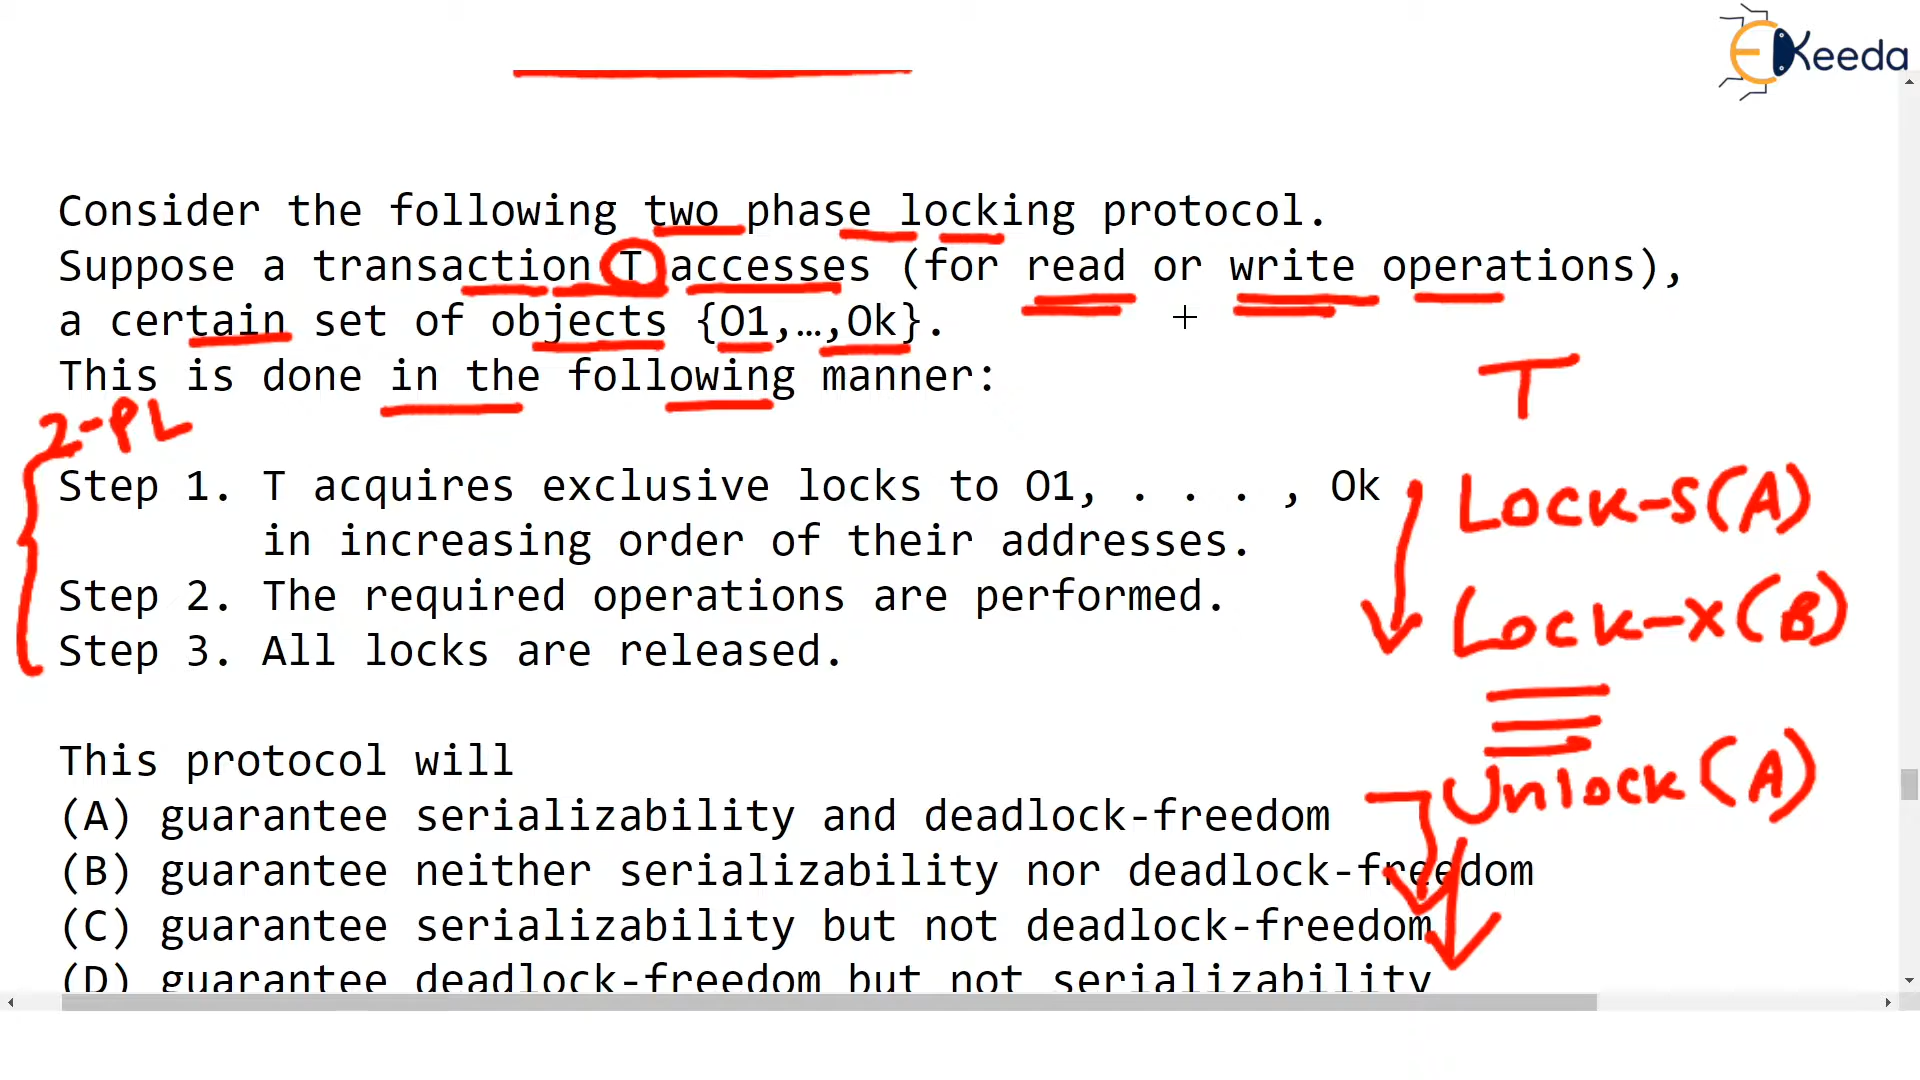 EKeeda
Consider the following two phase locking protocol.
Suppose a transaction T accesses (for read or write operations),
a certain set of objects {O1,…,Ok}.
This is done in the following manner:
T
2-PL
Step 1. T acquires exclusive locks to O1, . . . , Ok
in increasing order of their addresses.
Lock-S(A)
Step 2. The required operations are performed.
Lock-X(B)
Step 3. All locks are released.
This protocol will
Unlock(A)
(A) guarantee serializability and deadlock-freedom
(B) guarantee neither serializability nor deadlock-freedom
(C) guarantee serializability but not deadlock-freedom
(D) guarantee deadlock-freedom but not serializability